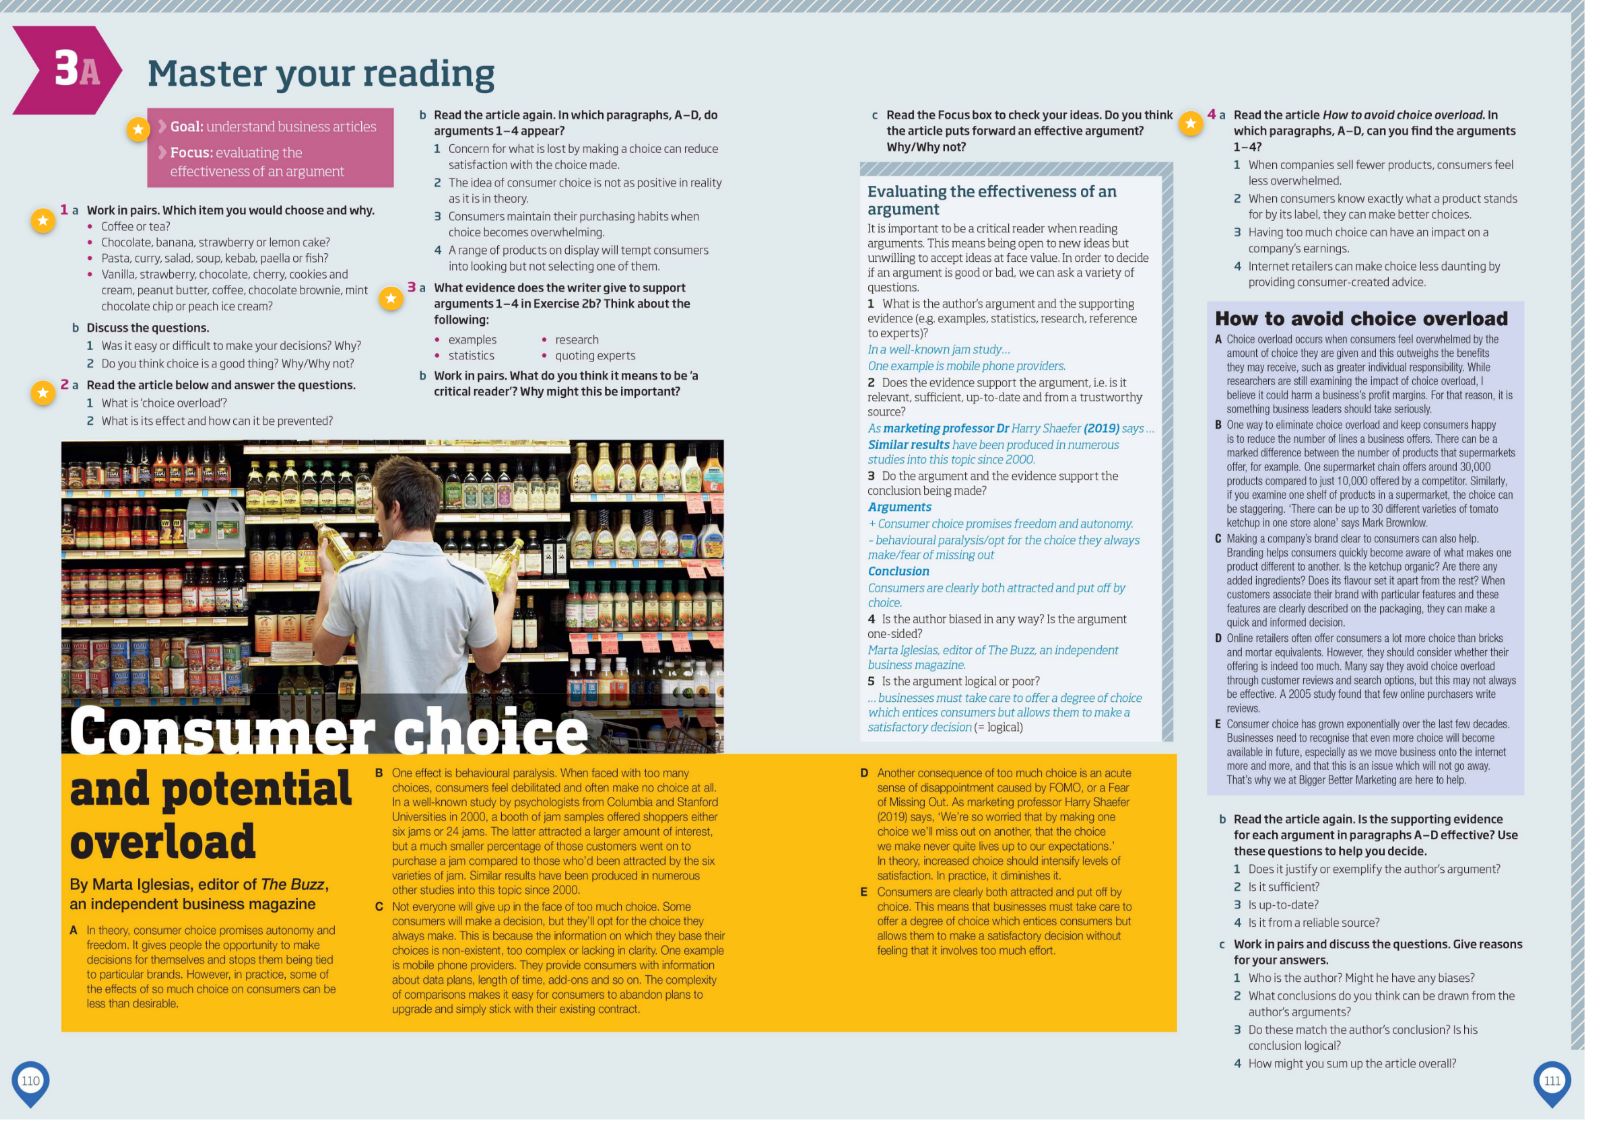 3A
Master your reading
Goal: understand business articles
Focus: evaluating the
effectiveness of an argument
1 a Work in pairs. Which item you would choose and why.
• Coffee or tea?
• Chocolate, banana, strawberry or lemon cake?
• Pasta, curry, salad, soup, kebab, paella or fish?
• Vanilla, strawberry, chocolate, cherry, cookies and
cream, peanut butter, coffee, chocolate brownie, mint
chocolate chip or peach ice cream?
b Discuss the questions.
1 Was it easy or difficult to make your decisions? Why?
2 Do you think choice is a good thing? Why/Why not?
2 a Read the article below and answer the questions.
1 What is 'choice overload'?
2 What is its effect and how can it be prevented?
b Read the article again. In which paragraphs, A–D, do
arguments 1–4 appear?
1 Concern for what is lost by making a choice can reduce
satisfaction with the choice made.
2 The idea of consumer choice is not as positive in reality
as it is in theory.
3 Consumers maintain their purchasing habits when
choice becomes overwhelming.
4 A range of products on display will tempt consumers
into looking but not selecting one of them.
3 a What evidence does the writer give to support
arguments 1–4 in Exercise 2b? Think about the
following:
• examples • research
• statistics • quoting experts
b Work in pairs. What do you think it means to be 'a
critical reader'? Why might this be important?
Consumer choice
and potential
overload
By Marta Iglesias, editor of The Buzz,
an independent business magazine
A In theory, consumer choice promises autonomy and
freedom. It gives people the opportunity to make
decisions for themselves and stops them being tied
to particular brands. However, in practice, some of
the effects of so much choice on consumers can be
less than desirable.
B One effect is behavioural paralysis. When faced with too many
choices, consumers feel debilitated and often make no choice at all.
In a well-known study by psychologists from Columbia and Stanford
Universities in 2000, a booth of jam samples offered shoppers either
six jams or 24 jams. The latter attracted a larger amount of interest,
but a much smaller percentage of those customers went on to
purchase a jam compared to those who'd been attracted by the six
varieties of jam. Similar results have been produced in numerous
other studies into this topic since 2000.
C Not everyone will give up in the face of too much choice. Some
consumers will make a decision, but they'll opt for the choice they
always make. This is because the information on which they base their
choices is non-existent, too complex or lacking in clarity. One example
is mobile phone providers. They provide consumers with information
about data plans, length of time, add-ons and so on. The complexity
of comparisons makes it easy for consumers to abandon plans to
upgrade and simply stick with their existing contract.
110
c Read the Focus box to check your ideas. Do you think
the article puts forward an effective argument?
Why/Why not?
Evaluating the effectiveness of an
argument
It is important to be a critical reader when reading
arguments. This means being open to new ideas but
unwilling to accept ideas at face value. In order to decide
if an argument is good or bad, we can ask a variety of
questions.
1 What is the author's argument and the supporting
evidence (e.g. examples, statistics, research, reference
to experts)?
In a well-known jam study…
One example is mobile phone providers.
2 Does the evidence support the argument, i.e. is it
relevant, sufficient, up-to-date and from a trustworthy
source?
As marketing professor Dr Harry Shaefer (2019) says …
Similar results have been produced in numerous
studies into this topic since 2000.
3 Do the argument and the evidence support the
conclusion being made?
Arguments
+ Consumer choice promises freedom and autonomy.
– behavioural paralysis/opt for the choice they always
make/fear of missing out
Conclusion
Consumers are clearly both attracted and put off by
choice.
4 Is the author biased in any way? Is the argument
one-sided?
Marta Iglesias, editor of The Buzz, an independent
business magazine.
5 Is the argument logical or poor?
… businesses must take care to offer a degree of choice
which entices consumers but allows them to make a
satisfactory decision (= logical)
D Another consequence of too much choice is an acute
sense of disappointment caused by FOMO, or a Fear
of Missing Out. As marketing professor Harry Shaefer
(2019) says, 'We're so worried that by making one
choice we'll miss out on another, that the choice
we make never quite lives up to our expectations.'
In theory, increased choice should intensify levels of
satisfaction. In practice, it diminishes it.
E Consumers are clearly both attracted and put off by
choice. This means that businesses must take care to
offer a degree of choice which entices consumers but
allows them to make a satisfactory decision without
feeling that it involves too much effort.
4 a Read the article How to avoid choice overload. In
which paragraphs, A–D, can you find the arguments
1–4?
1 When companies sell fewer products, consumers feel
less overwhelmed.
2 When consumers know exactly what a product stands
for by its label, they can make better choices.
3 Having too much choice can have an impact on a
company's earnings.
4 Internet retailers can make choice less daunting by
providing consumer-created advice.
How to avoid choice overload
A Choice overload occurs when consumers feel overwhelmed by the
amount of choice they are given and this outweighs the benefits
they may receive, such as greater individual responsibility. While
researchers are still examining the impact of choice overload, I
believe it could harm a business's profit margins. For that reason, it is
something business leaders should take seriously.
B One way to eliminate choice overload and keep consumers happy
is to reduce the number of lines a business offers. There can be a
marked difference between the number of products that supermarkets
offer, for example. One supermarket chain offers around 30,000
products compared to just 10,000 offered by a competitor. Similarly,
if you examine one shelf of products in a supermarket, the choice can
be staggering. 'There can be up to 30 different varieties of tomato
ketchup in one store alone' says Mark Brownlow.
C Making a company's brand clear to consumers can also help.
Branding helps consumers quickly become aware of what makes one
product different to another. Is the ketchup organic? Are there any
added ingredients? Does its flavour set it apart from the rest? When
customers associate their brand with particular features and these
features are clearly described on the packaging, they can make a
quick and informed decision.
D Online retailers often offer consumers a lot more choice than bricks
and mortar equivalents. However, they should consider whether their
offering is indeed too much. Many say they avoid choice overload
through customer reviews and search options, but this may not always
be effective. A 2005 study found that few online purchasers write
reviews.
E Consumer choice has grown exponentially over the last few decades.
Businesses need to recognise that even more choice will become
available in future, especially as we move business onto the internet
more and more, and that this is an issue which will not go away.
That's why we at Bigger Better Marketing are here to help.
b Read the article again. Is the supporting evidence
for each argument in paragraphs A–D effective? Use
these questions to help you decide.
1 Does it justify or exemplify the author's argument?
2 Is it sufficient?
3 Is up-to-date?
4 Is it from a reliable source?
c Work in pairs and discuss the questions. Give reasons
for your answers.
1 Who is the author? Might he have any biases?
2 What conclusions do you think can be drawn from the
author's arguments?
3 Do these match the author's conclusion? Is his
conclusion logical?
4 How might you sum up the article overall?
111